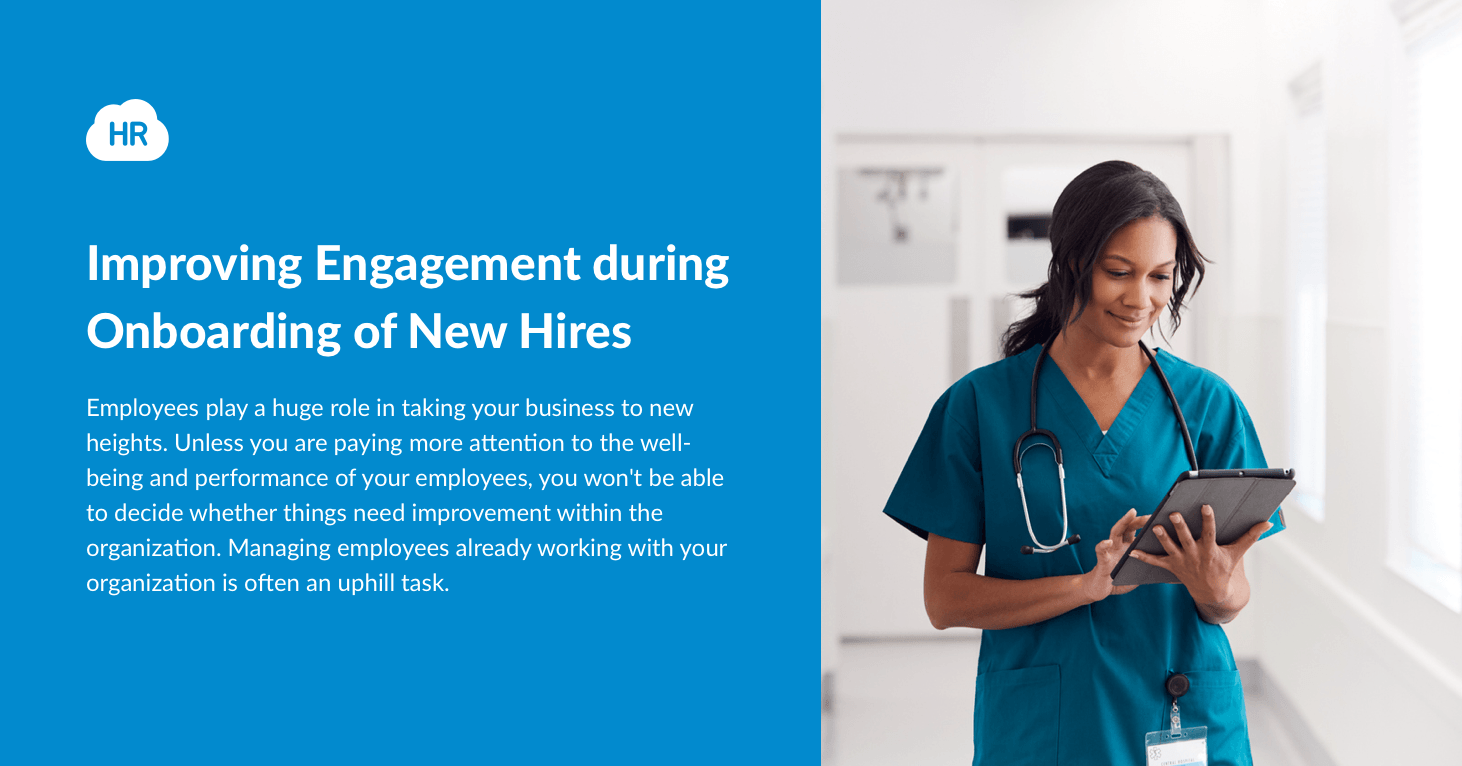 HR
Improving Engagement during
Onboarding of New Hires
Employees play a huge role in taking your business to new
heights. Unless you are paying more attention to the well-
being and performance of your employees, you won't be able
to decide whether things need improvement within the
organization. Managing employees already working with your
organization is often an uphill task.